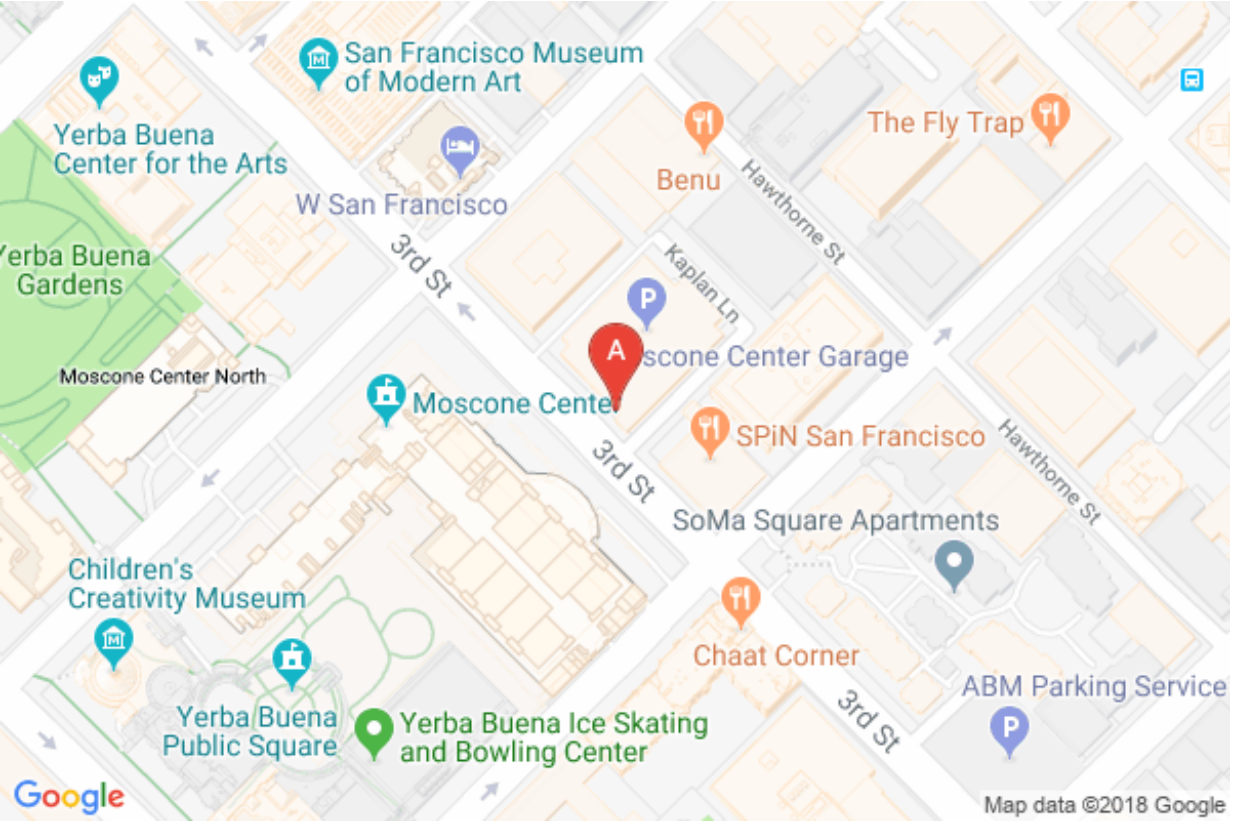 San Francisco Museum
of Modern Art
Yerba Buena
Center for the Arts
The Fly Trap
Benu
W San Francisco
Hawthorne St
3rd St
Kaplan Ln
Yerba Buena
Gardens
P
A
scone Center Garage
Moscone Center North
Moscone Center
SPiN San Francisco
3rd St
Hawthorne St
SoMa Square Apartments
Children's
Creativity Museum
Chaat Corner
ABM Parking Service
P
3rd St
Yerba Buena
Public Square
Yerba Buena Ice Skating
and Bowling Center
Google
Map data ©2018 Google